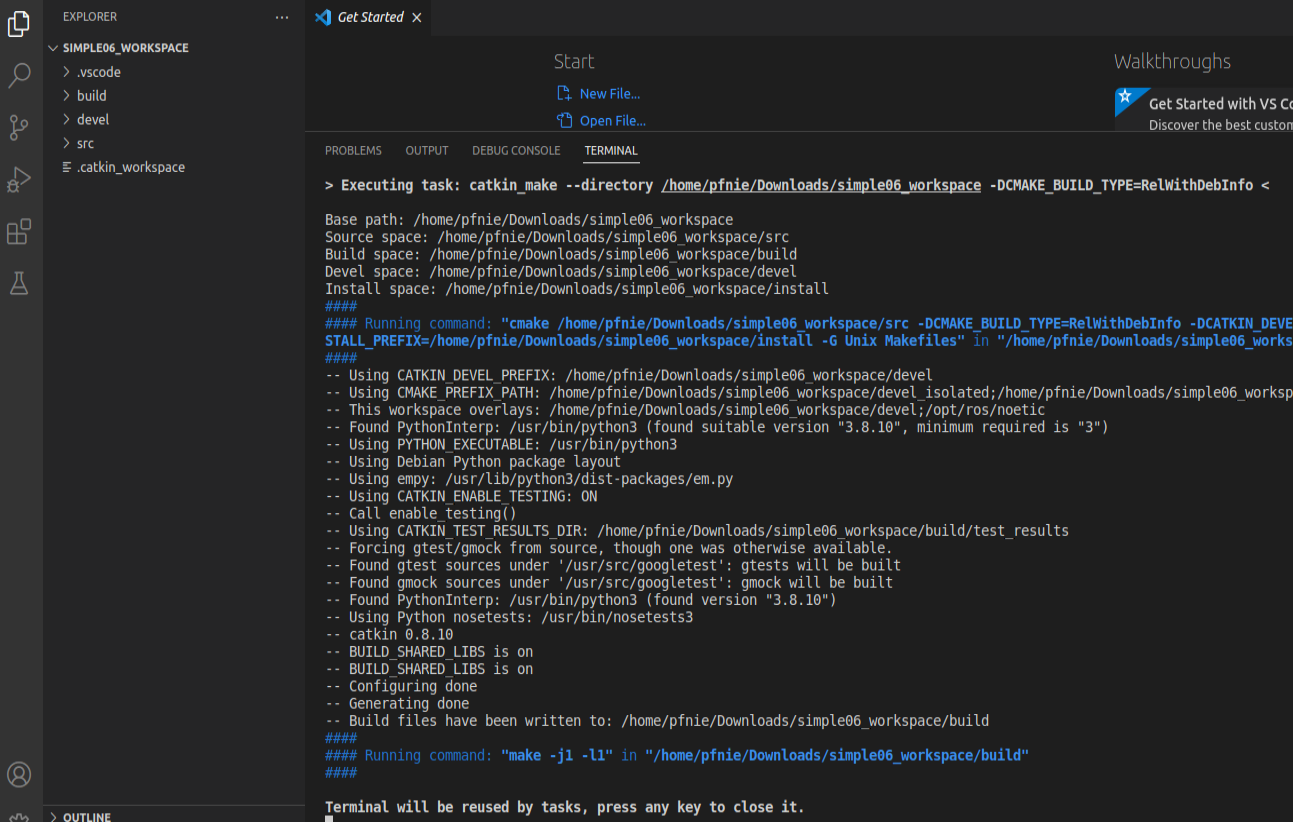 EXPLORER
SIMPLE06_WORKSPACE
.vscode
build
devel
src
.catkin_workspace
OUTLINE
Get Started
Start
New File...
Open File...
Walkthroughs
Get Started with VS Co
Discover the best custom
PROBLEMS OUTPUT DEBUG CONSOLE TERMINAL
> Executing task: catkin_make --directory /home/pfnie/Downloads/simple06_workspace -DCMAKE_BUILD_TYPE=RelWithDebInfo <
Base path: /home/pfnie/Downloads/simple06_workspace
Source space: /home/pfnie/Downloads/simple06_workspace/src
Build space: /home/pfnie/Downloads/simple06_workspace/build
Devel space: /home/pfnie/Downloads/simple06_workspace/devel
Install space: /home/pfnie/Downloads/simple06_workspace/install
####
#### Running command: "cmake /home/pfnie/Downloads/simple06_workspace/src -DCMAKE_BUILD_TYPE=RelWithDebInfo -DCATKIN_DEVE
STALL_PREFIX=/home/pfnie/Downloads/simple06_workspace/install -G Unix Makefiles" in "/home/pfnie/Downloads/simple06_works
####
-- Using CATKIN_DEVEL_PREFIX: /home/pfnie/Downloads/simple06_workspace/devel
-- Using CMAKE_PREFIX_PATH: /home/pfnie/Downloads/simple06_workspace/devel_isolated;/home/pfnie/Downloads/simple06_worksp
-- This workspace overlays: /home/pfnie/Downloads/simple06_workspace/devel;/opt/ros/noetic
-- Found PythonInterp: /usr/bin/python3 (found suitable version "3.8.10", minimum required is "3")
-- Using PYTHON_EXECUTABLE: /usr/bin/python3
-- Using Debian Python package layout
-- Using empy: /usr/lib/python3/dist-packages/em.py
-- Using CATKIN_ENABLE_TESTING: ON
-- Call enable_testing()
-- Using CATKIN_TEST_RESULTS_DIR: /home/pfnie/Downloads/simple06_workspace/build/test_results
-- Forcing gtest/gmock from source, though one was otherwise available.
-- Found gtest sources under '/usr/src/googletest': gtests will be built
-- Found gmock sources under '/usr/src/googletest': gmock will be built
-- Found PythonInterp: /usr/bin/python3 (found version "3.8.10")
-- Using Python nosetests: /usr/bin/nosetests3
-- catkin 0.8.10
-- BUILD_SHARED_LIBS is on
-- BUILD_SHARED_LIBS is on
-- Configuring done
-- Generating done
-- Build files have been written to: /home/pfnie/Downloads/simple06_workspace/build
####
#### Running command: "make -j1 -l1" in "/home/pfnie/Downloads/simple06_workspace/build"
####
Terminal will be reused by tasks, press any key to close it.